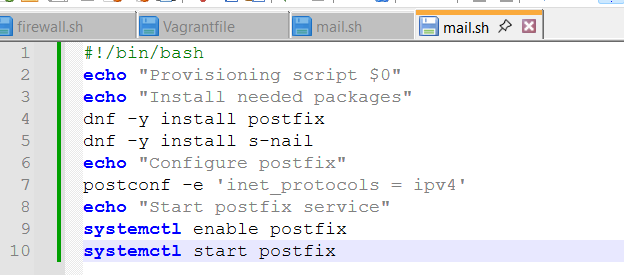 firewall.sh Vagrantfile mail.sh mail.sh
1 #!/bin/bash
2 echo "Provisioning script $0"
3 echo "Install needed packages"
4 dnf -y install postfix
5 dnf -y install s-nail
6 echo "Configure postfix"
7 postconf -e 'inet_protocols = ipv4'
8 echo "Start postfix service"
9 systemctl enable postfix
10 systemctl start postfix